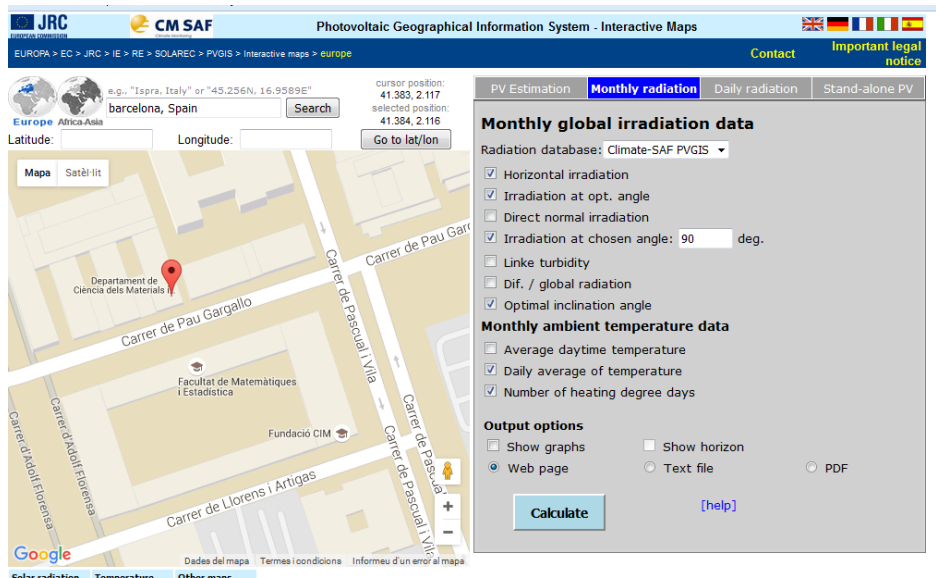 JRC
EUROPEAN COMMISSION
CM SAF
Photovoltaic Geographical Information System - Interactive Maps
EUROPA > EC > JRC > IE > RE > SOLAREC > PVGIS > Interactive maps > europe
Contact
Important legal
notice
e.g., "Ispra, Italy" or "45.256N, 16.9589E"
barcelona, Spain
Search
Europe
Africa-Asia
cursor position:
41.383, 2.117
selected position:
41.384, 2.116
Latitude:
Longitude:
Go to lat/lon
Mapa
Satèl·lit
Carrer de Pau Garg
Carrer de Pascual i Vila
Departament de
Ciència dels Materials i..
Carrer de Pau Gargallo
Facultat de Matemàtiques
i Estadística
Fundació CIM
Carrer d'Adolf Florensa
Carrer d'Adolf Florensa
Carrer de Pascual i Vila
Carrer de Llorens i Artigas
+
−
Google
Dades del mapa
Termes i condicions
Informeu d'un error al mapa
Solar radiation
Temperature
Other maps
PV Estimation
Monthly radiation
Daily radiation
Stand-alone PV
Monthly global irradiation data
Radiation database: Climate-SAF PVGIS
Horizontal irradiation
Irradiation at opt. angle
Direct normal irradiation
Irradiation at chosen angle: 90 deg.
Linke turbidity
Dif. / global radiation
Optimal inclination angle
Monthly ambient temperature data
Average daytime temperature
Daily average of temperature
Number of heating degree days
Output options
Show graphs
Show horizon
Web page
Text file
PDF
Calculate
[help]